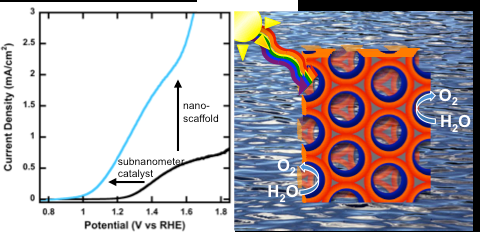 3
2.5
2
1.5
1
0.5
0
0.8
1
1.2
1.4
1.6
1.8
Current Density (mA/cm²)
Potential (V vs RHE)
nano-
scaffold
subnanometer
catalyst
O₂
H₂O
O₂
H₂O